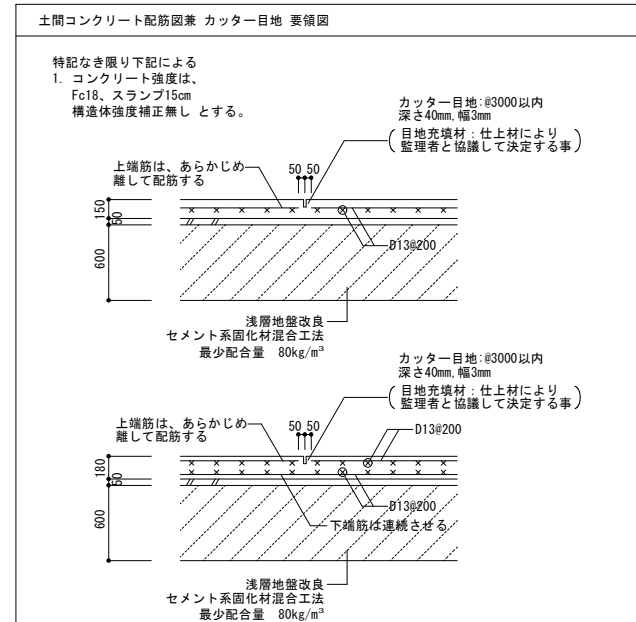 土間コンクリート配筋図兼 カッター目地 要領図
特記なき限り下記による
1. コンクリート強度は、
Fc18、スランプ15cm
構造体強度補正無し とする。
カッター目地:@3000以内
深さ40mm,幅3mm
(目地充填材:仕上材により
監理者と協議して決定する事)
上端筋は、あらかじめ
離して配筋する
50 50
150
50
600
D13@200
浅層地盤改良
セメント系固化材混合工法
最少配合量 80kg/m³
カッター目地:@3000以内
深さ40mm,幅3mm
(目地充填材:仕上材により
監理者と協議して決定する事)
上端筋は、あらかじめ
離して配筋する
50 50
D13@200
180
50
600
D13@200
下端筋は連続させる
浅層地盤改良
セメント系固化材混合工法
最少配合量 80kg/m³